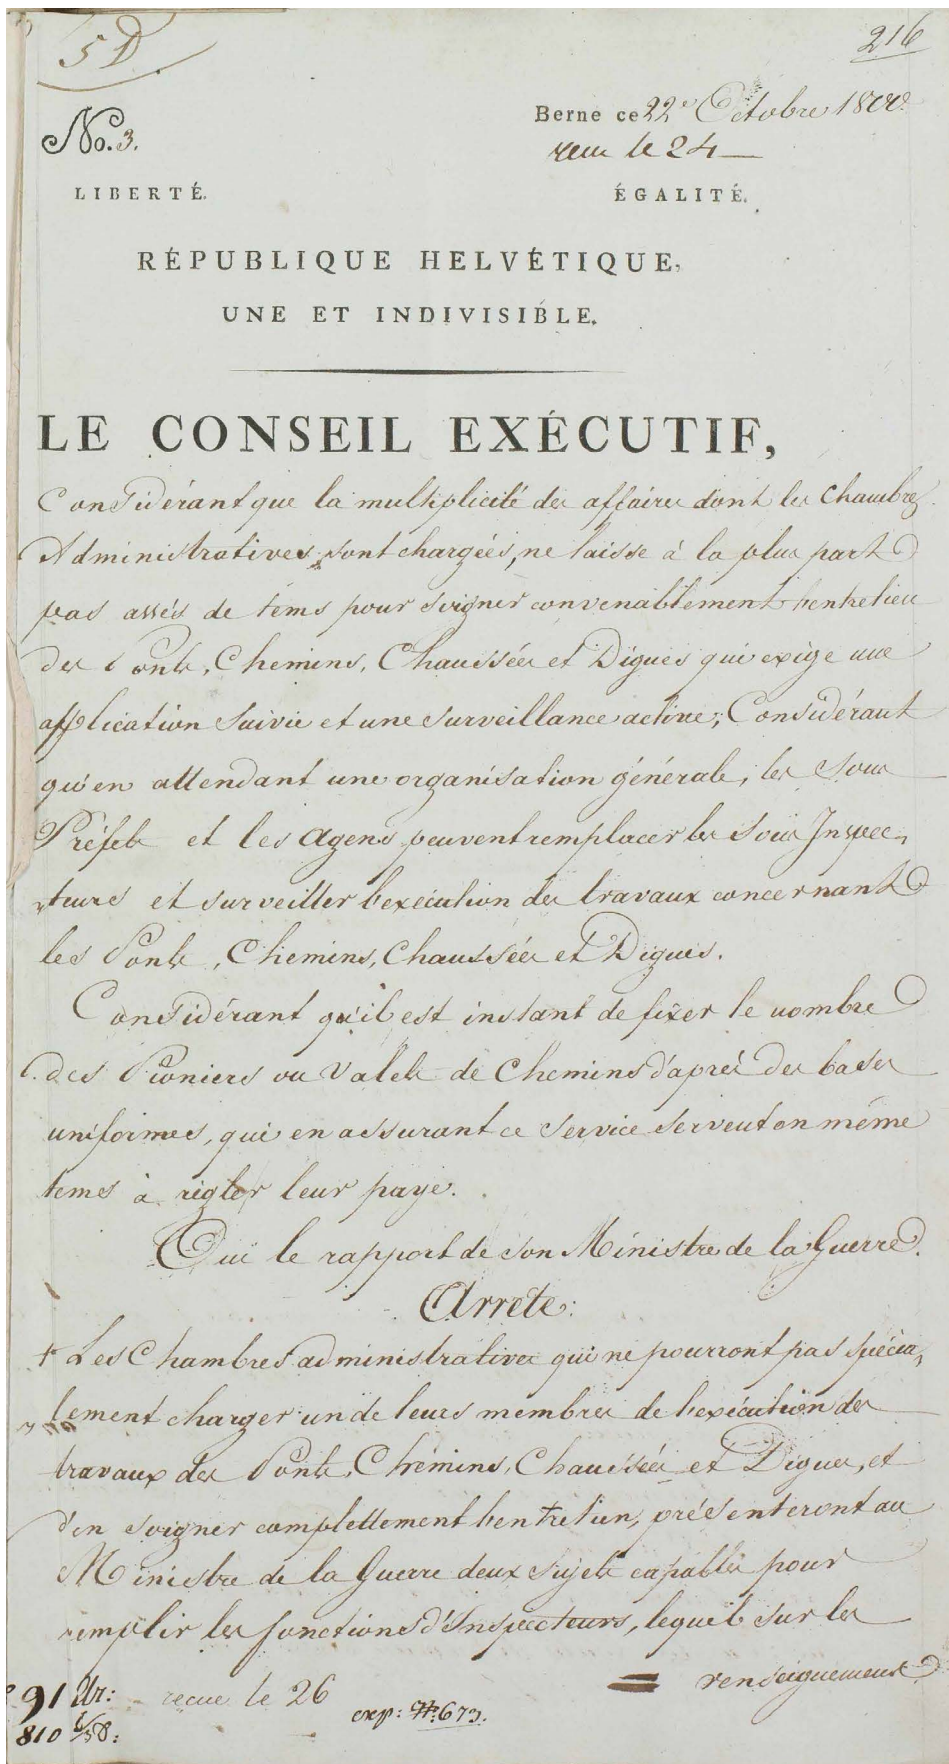 5 D
216
No. 3.
Berne ce 22e Octobre 1800.
reçu le 24
LIBERTÉ.
ÉGALITÉ.
RÉPUBLIQUE HELVÉTIQUE,
UNE ET INDIVISIBLE.
LE CONSEIL EXÉCUTIF,
Considérant que la multiplicité des affaires dont les Chambres
Administratives sont chargées, ne laisse à la plus part
pas assés de tems pour soigner convenablement l'entretien
des Ponts, Chemins, Chaussées et Digues qui exige une
application suivie et une surveillance active; Considérant
qu'en attendant une organisation générale, les Sous
Préfets et les Agens peuvent remplacer les Sous Inspec-
-teurs et surveiller l'exécution des travaux concernant
les Ponts, Chemins, Chaussées et Digues.
Considérant qu'il est instant de fixer le nombre
des Pioniers ou Valets de Chemins d'après des bases
uniformes, qui en assurant ce Service servent en même
tems à régler leur paye.
Ouï le rapport de son Ministre de la Guerre.
Arrete:
+ Les Chambres administratives qui ne pourront pas spécia-
lement charger un de leurs membres de l'exécution des
travaux des Ponts, Chemins, Chaussées et Digues, et
d'en soigner complettement l'entretien, présenteront au
Ministre de la Guerre deux sujets capables pour
remplir les fonctions d'Inspecteurs, lequel sur les
renseignemens
91 recue le 26
810
exp: 673.